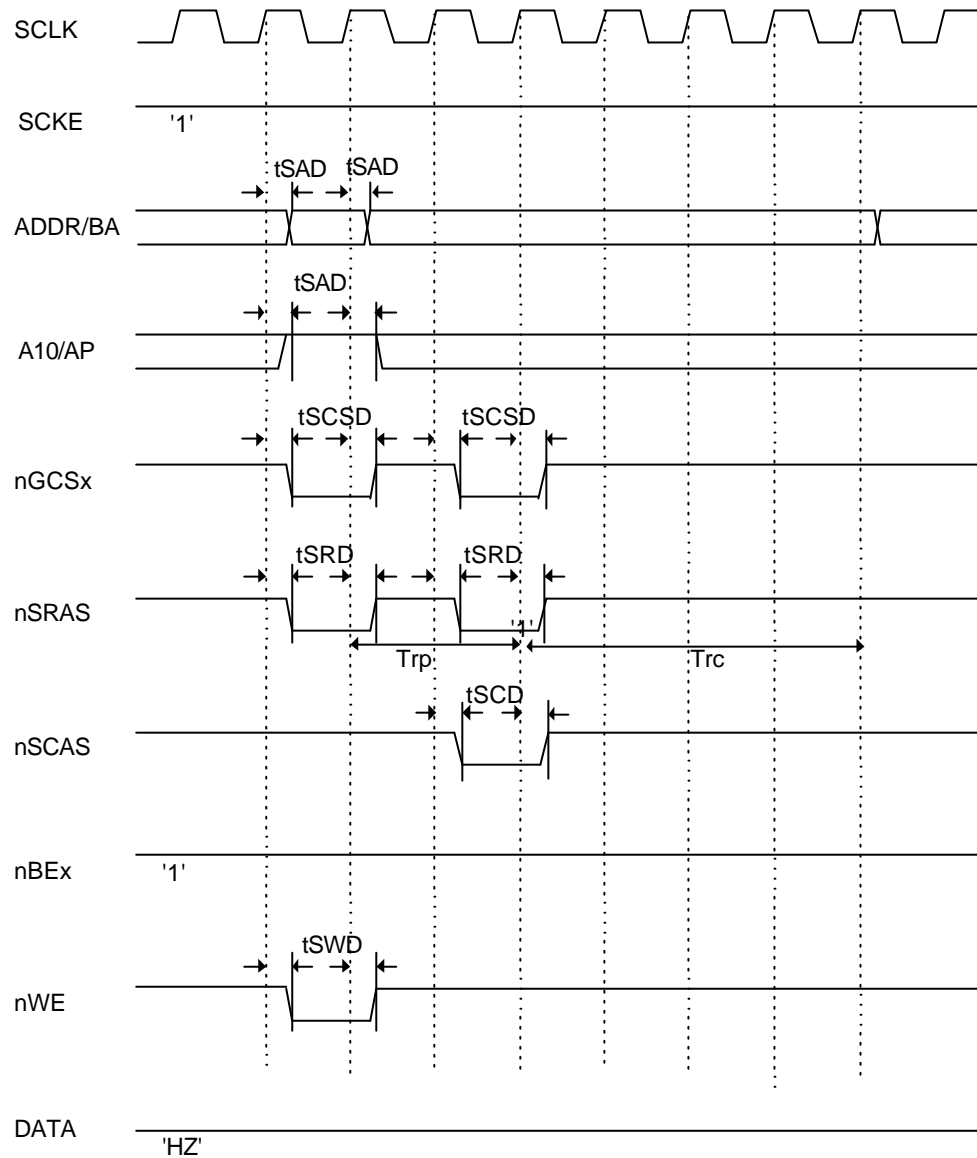 SCLK
SCKE
'1'
tSAD tSAD
ADDR/BA
tSAD
A10/AP
tSCSD tSCSD
nGCSx
tSRD tSRD
nSRAS
'1'
Trp Trc
tSCD
nSCAS
nBEx
'1'
tSWD
nWE
DATA
'HZ'